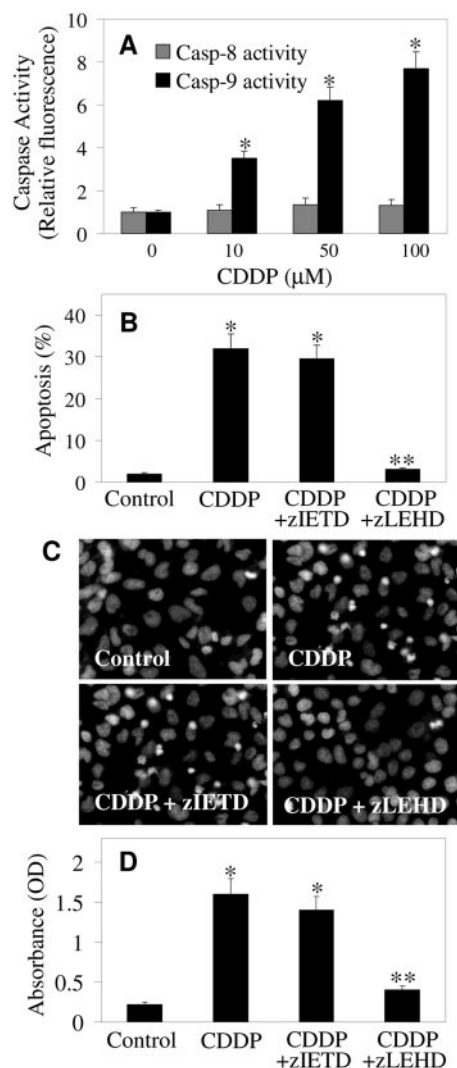 A
Casp-8 activity
Casp-9 activity
Caspase Activity
(Relative fluorescence)
10
8
6
4
2
0
*
*
*
0 10 50 100
CDDP (µM)
B
Apoptosis (%)
40
30
20
10
0
*
*
**
Control CDDP CDDP +zIETD CDDP +zLEHD
C
Control
CDDP
CDDP + zIETD
CDDP + zLEHD
D
Absorbance (OD)
2
1.5
1
0.5
0
*
*
**
Control CDDP CDDP +zIETD CDDP +zLEHD